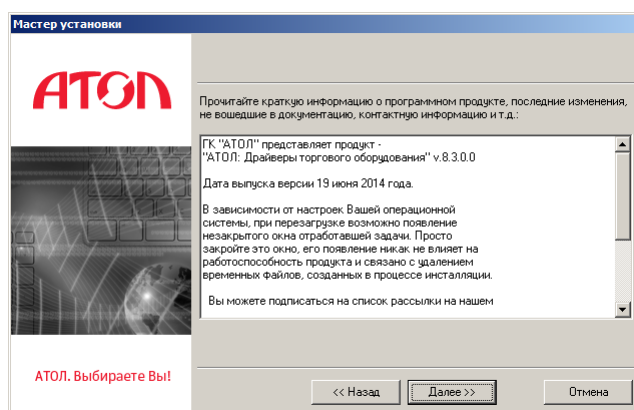 Мастер установки
АТОЛ
Прочитайте краткую информацию о программном продукте, последние изменения,
не вошедшие в документацию, контактную информацию и т.д.:
ГК "АТОЛ" представляет продукт -
"АТОЛ: Драйверы торгового оборудования" v.8.3.0.0
Дата выпуска версии 19 июня 2014 года.
В зависимости от настроек Вашей операционной
системы, при перезагрузке возможно появление
незакрытого окна отработавшей задачи. Просто
закройте это окно, его появление никак не влияет на
работоспособность продукта и связано с удалением
временных файлов, созданных в процессе инсталляции.
Вы можете подписаться на список рассылки на нашем
АТОЛ. Выбираете Вы!
<< Назад
Далее >>
Отмена